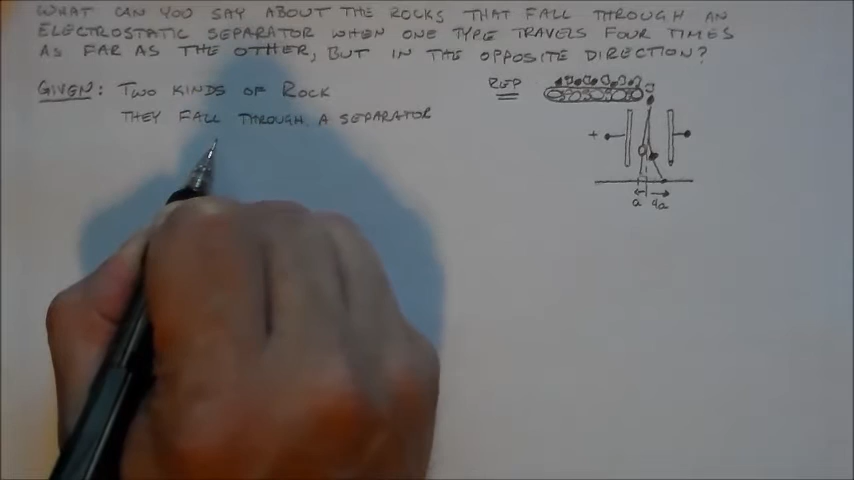 WHAT CAN YOU SAY ABOUT THE ROCKS THAT FALL THROUGH AN
ELECTROSTATIC SEPARATOR WHEN ONE TYPE TRAVELS FOUR TIMES
AS FAR AS THE OTHER, BUT IN THE OPPOSITE DIRECTION?
GIVEN: TWO KINDS OF ROCK
THEY FALL THROUGH A SEPARATOR
REP
+ -
a 4a